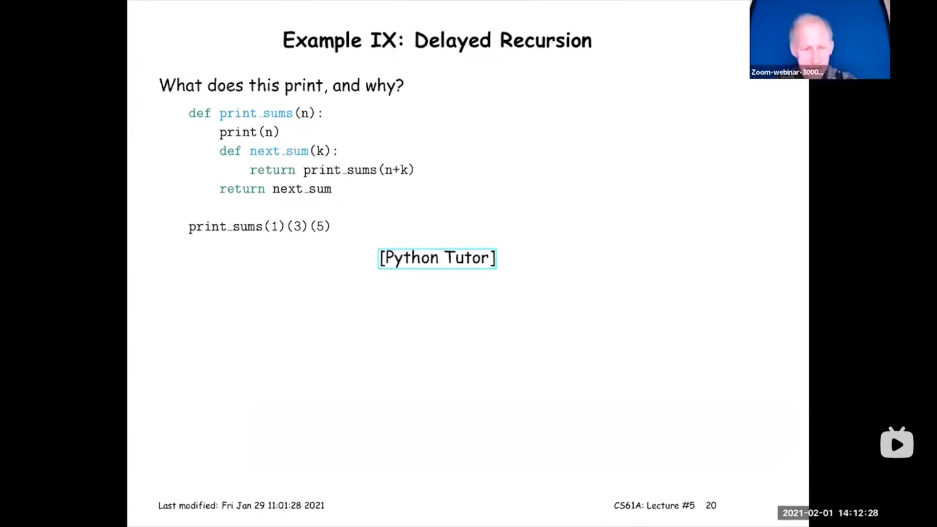 Example IX: Delayed Recursion
Zoom-webinar-3000...
What does this print, and why?
def print_sums(n):
print(n)
def next_sum(k):
return print_sums(n+k)
return next_sum
print_sums(1)(3)(5)
[Python Tutor]
Last modified: Fri Jan 29 11:01:28 2021
CS61A: Lecture #5 20
2021-02-01 14:12:28